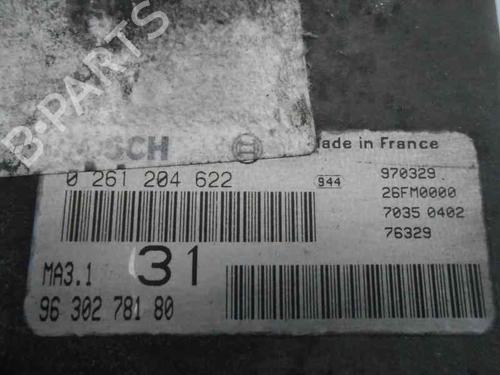 B-PARTS
SCH
Made in France
0 261 204 622
944
970329
26FM0000
7035 0402
76329
MA3.1
31
96 302 781 80